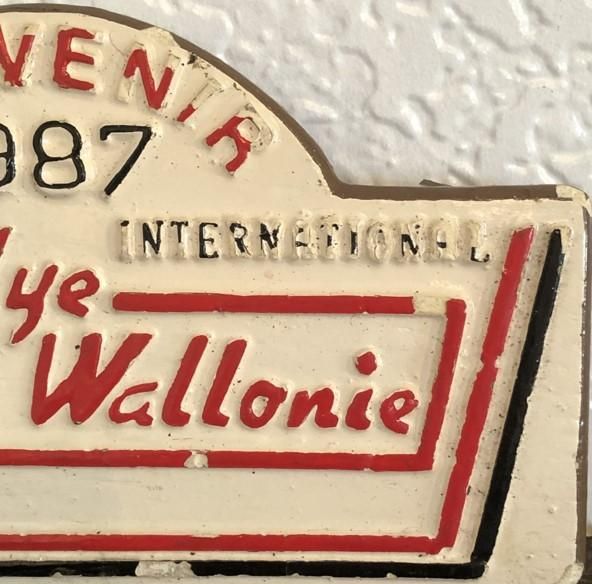 VENIR
987
INTERNATIONAL
lye
Wallonie